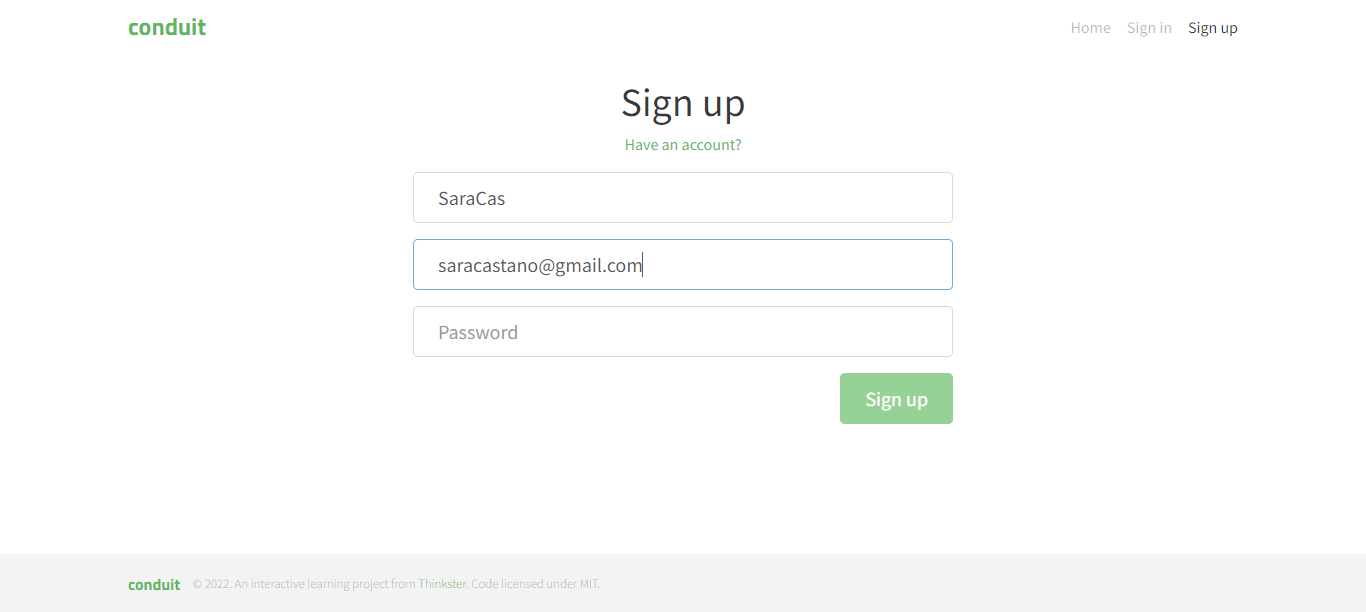 conduit
Home Sign in Sign up
Sign up
Have an account?
SaraCas
saracastano@gmail.com
Password
Sign up
conduit © 2022. An interactive learning project from Thinkster. Code licensed under MIT.